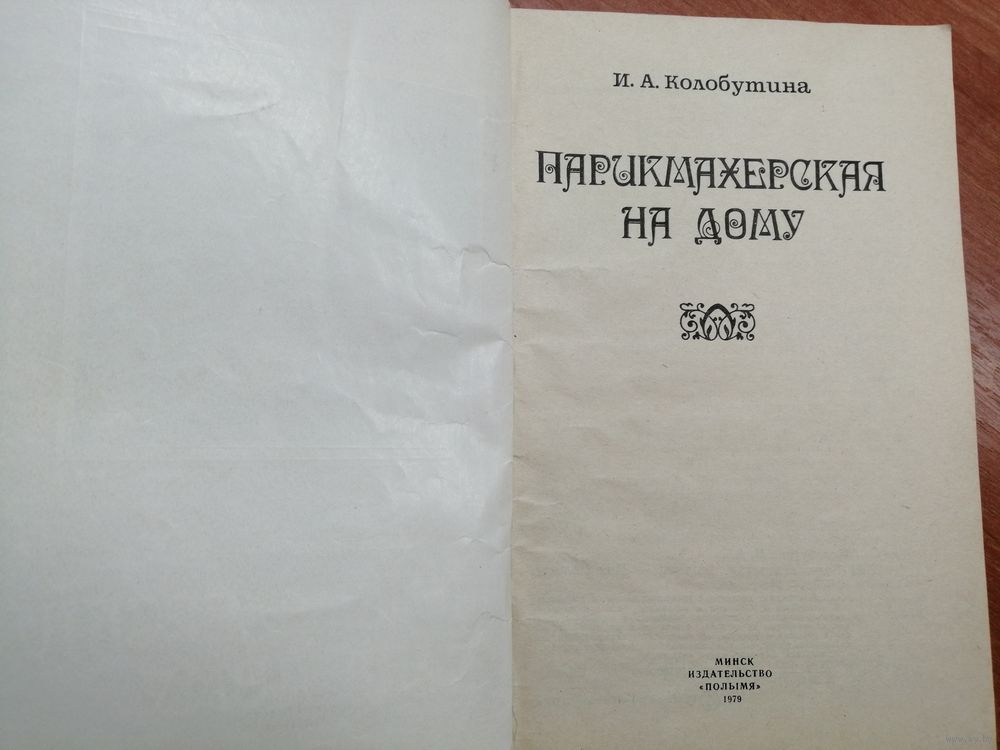 И. А. Колобутина
ПАРИКМАХЕРСКАЯ
НА ДОМУ
МИНСК
ИЗДАТЕЛЬСТВО
«ПОЛЫМЯ»
1979